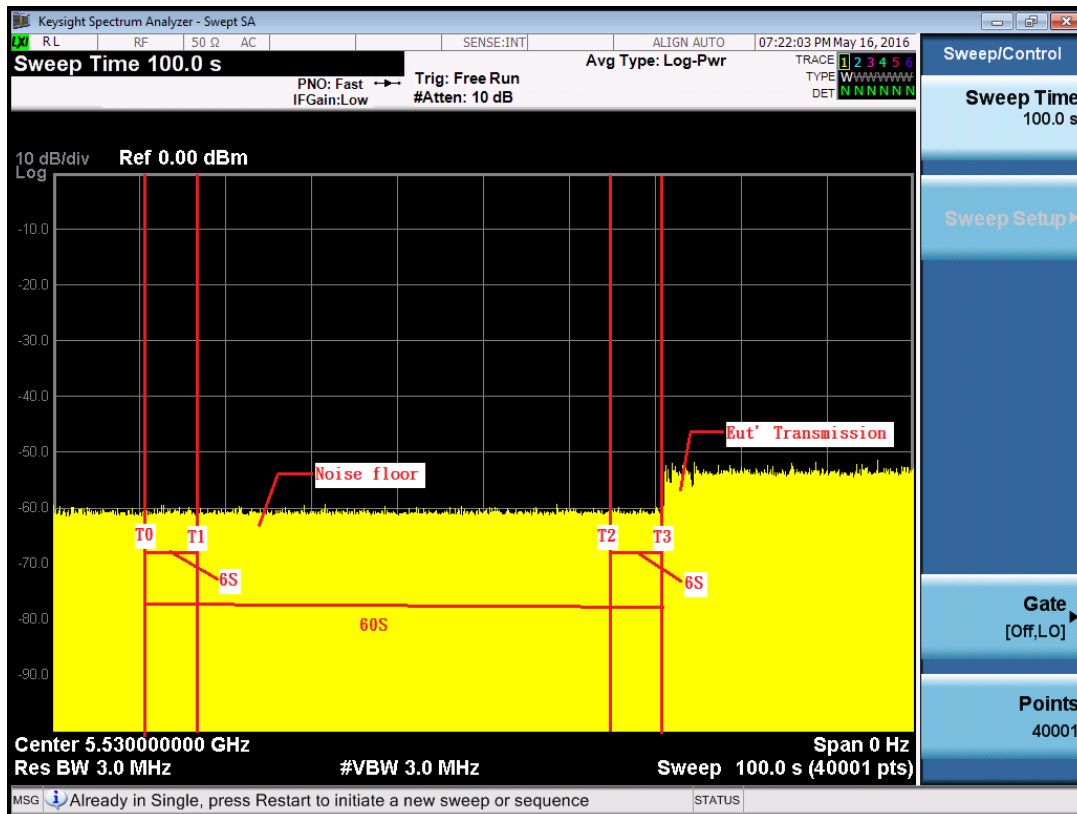 Keysight Spectrum Analyzer - Swept SA
LXI RL RF 50 Ω AC SENSE:INT ALIGN AUTO 07:22:03 PM May 16, 2016
Sweep Time 100.0 s
PNO: Fast
IFGain:Low
Trig: Free Run
#Atten: 10 dB
Avg Type: Log-Pwr
TRACE 1 2 3 4 5 6
TYPE WWWWWW
DET N N N N N N
Sweep/Control
Sweep Time
100.0 s
Sweep Setup
Gate
[Off,LO]
Points
40001
10 dB/div Ref 0.00 dBm
Log
-10.0
-20.0
-30.0
-40.0
-50.0
-60.0
-70.0
-80.0
-90.0
Eut' Transmission
Noise floor
T0 T1 T2 T3
6S 6S
60S
Center 5.530000000 GHz Span 0 Hz
Res BW 3.0 MHz #VBW 3.0 MHz Sweep 100.0 s (40001 pts)
MSG Already in Single, press Restart to initiate a new sweep or sequence STATUS